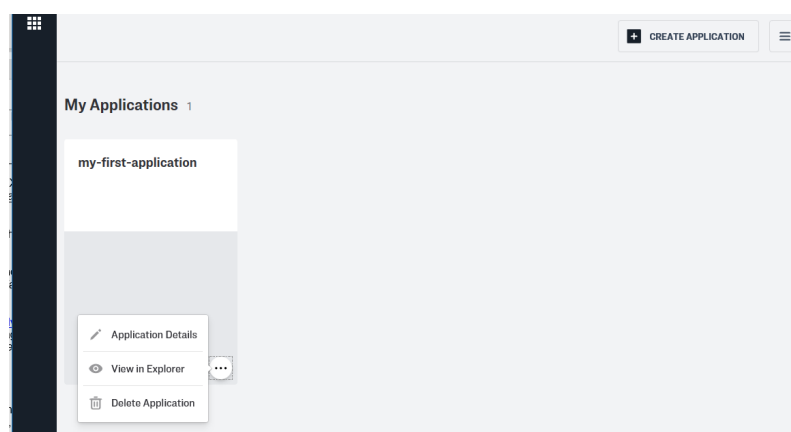 CREATE APPLICATION
My Applications 1
my-first-application
Application Details
View in Explorer
Delete Application